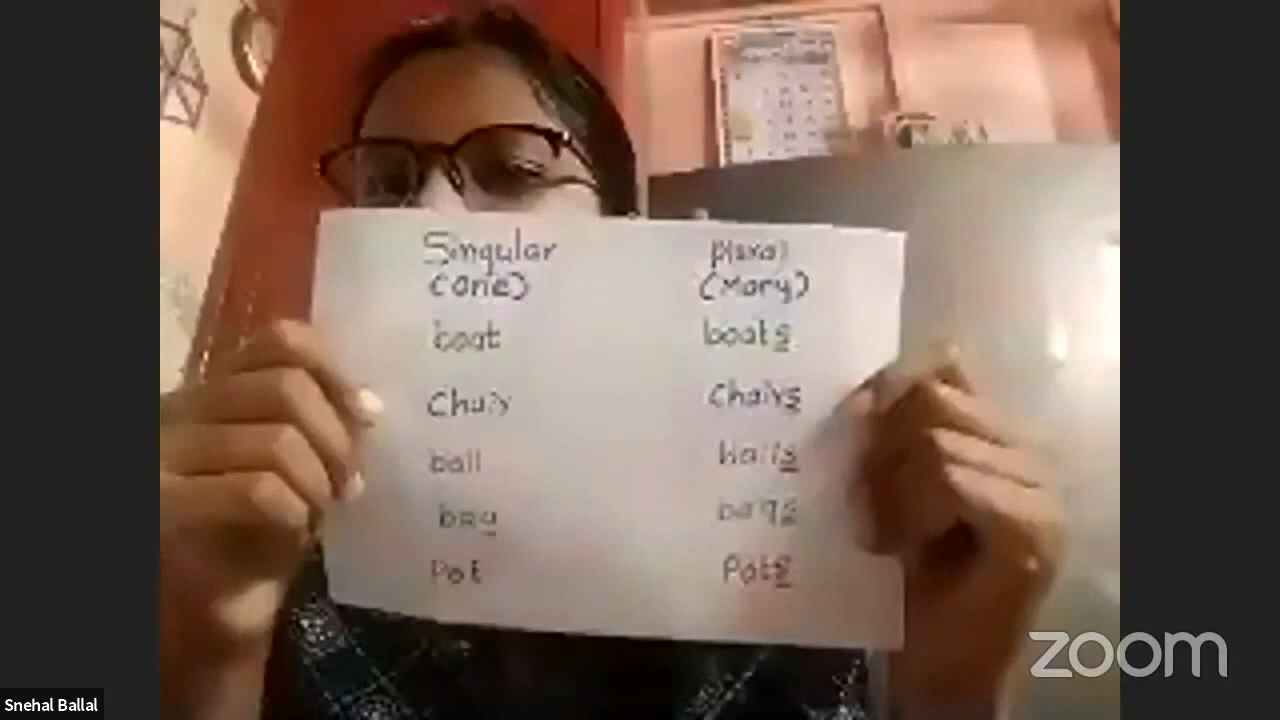 Singular plural
(one) (Many)
boat boats
Chair Chairs
ball balls
bag bags
Pot Pots
zoom
Snehal Ballal